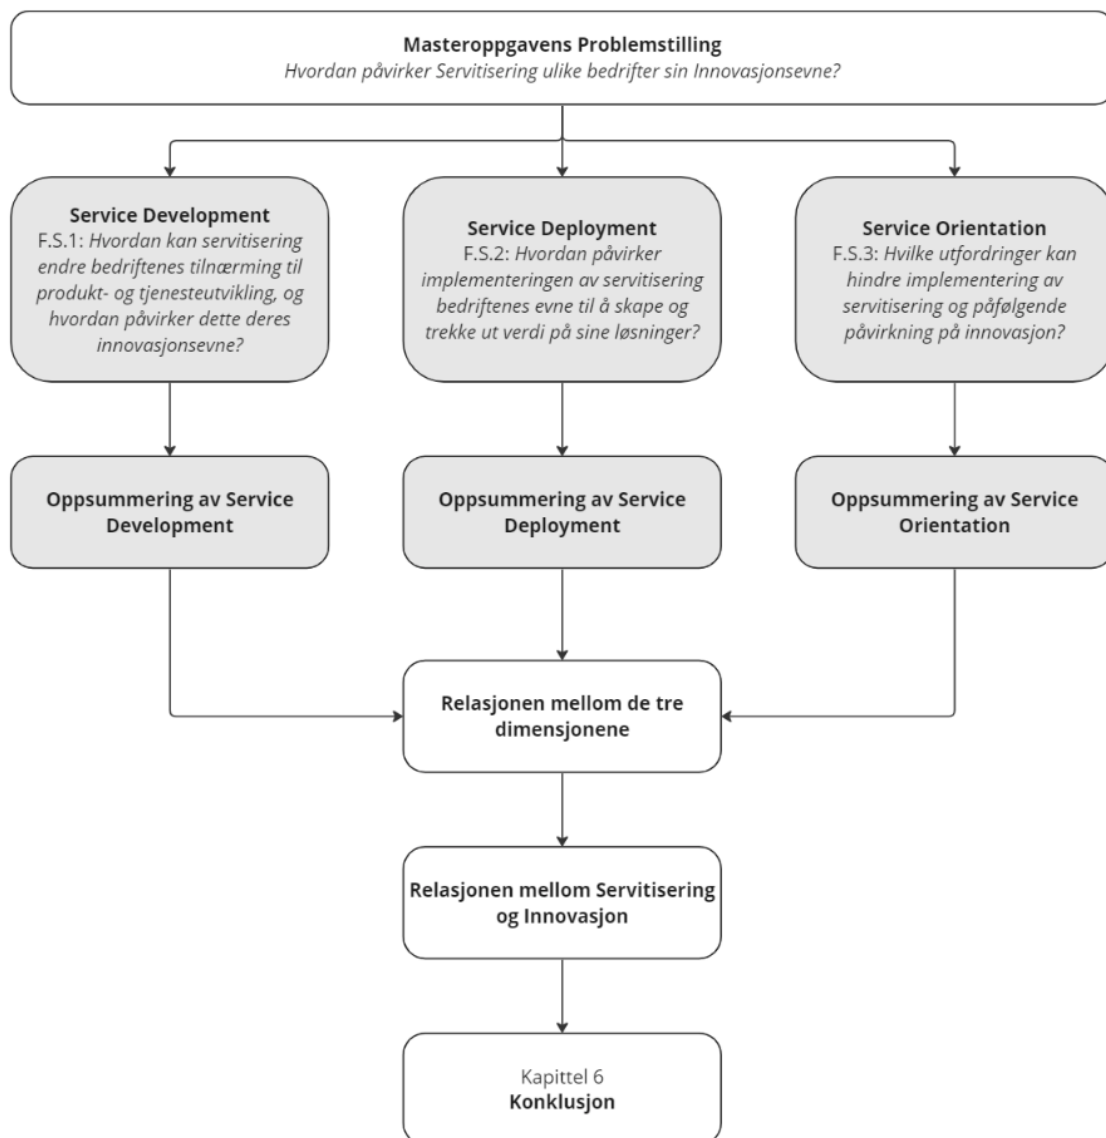 Masteroppgavens Problemstilling
Hvordan påvirker Servitisering ulike bedrifter sin Innovasjonsevne?
Service Development
F.S.1: Hvordan kan servitisering
endre bedriftenes tilnærming til
produkt- og tjenesteutvikling, og
hvordan påvirker dette deres
innovasjonsevne?
Service Deployment
F.S.2: Hvordan påvirker
implementeringen av servitisering
bedriftenes evne til å skape og
trekke ut verdi på sine løsninger?
Service Orientation
F.S.3: Hvilke utfordringer kan
hindre implementering av
servitisering og påfølgende
påvirkning på innovasjon?
Oppsummering av Service
Development
Oppsummering av Service
Deployment
Oppsummering av Service
Orientation
Relasjonen mellom de tre
dimensjonene
Relasjonen mellom Servitisering
og Innovasjon
Kapittel 6
Konklusjon